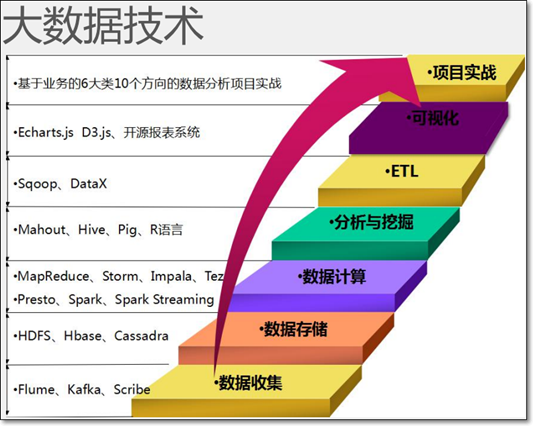 大数据技术
•基于业务的6大类10个方向的数据分析项目实战
•项目实战
•Echarts.js D3.js、开源报表系统
•可视化
•Sqoop、DataX
•ETL
•Mahout、Hive、Pig、R语言
•分析与挖掘
•MapReduce、Storm、Impala、Tez
•Presto、Spark、Spark Streaming
•数据计算
•HDFS、Hbase、Cassadra
•数据存储
•Flume、Kafka、Scribe
•数据收集